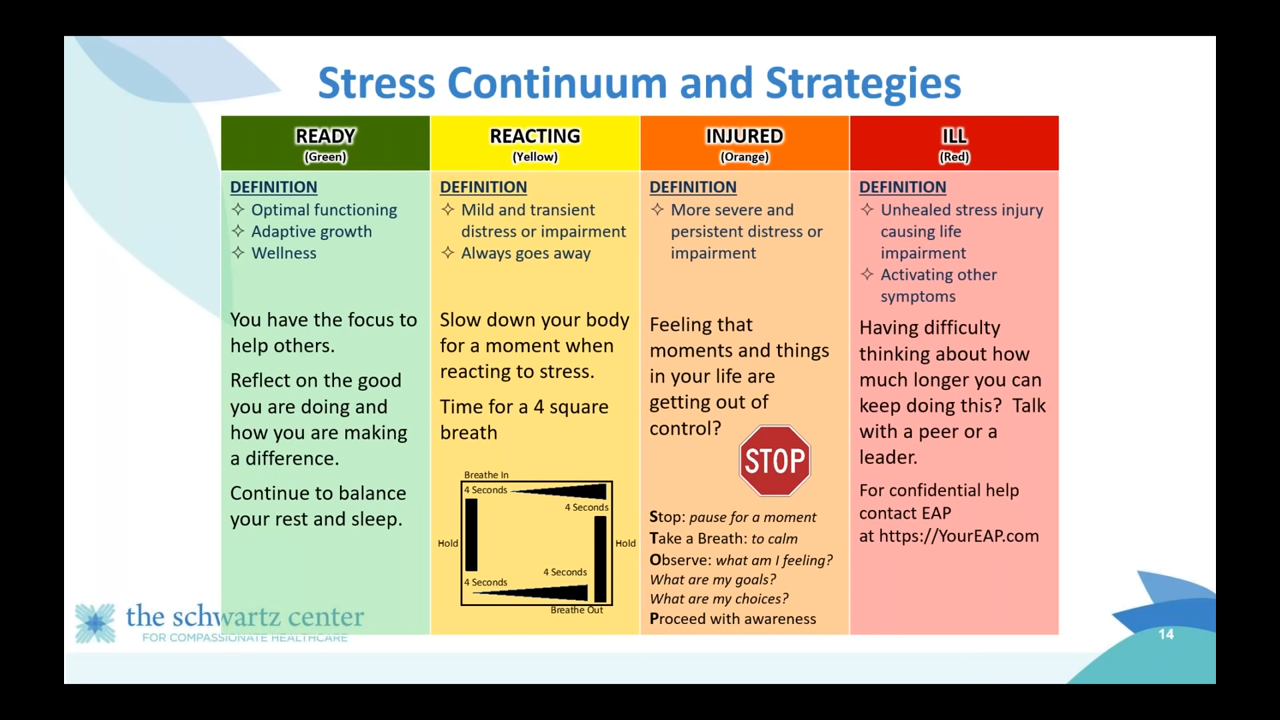 Stress Continuum and Strategies
READY
(Green)
DEFINITION
Optimal functioning
Adaptive growth
Wellness
You have the focus to
help others.
Reflect on the good
you are doing and
how you are making
a difference.
Continue to balance
your rest and sleep.
REACTING
(Yellow)
DEFINITION
Mild and transient
distress or impairment
Always goes away
Slow down your body
for a moment when
reacting to stress.
Time for a 4 square
breath
Breathe In
4 Seconds
4 Seconds
Hold
Hold
4 Seconds
4 Seconds
Breathe Out
INJURED
(Orange)
DEFINITION
More severe and
persistent distress or
impairment
Feeling that
moments and things
in your life are
getting out of
control?
STOP
Stop: pause for a moment
Take a Breath: to calm
Observe: what am I feeling?
What are my goals?
What are my choices?
Proceed with awareness
ILL
(Red)
DEFINITION
Unhealed stress injury
causing life
impairment
Activating other
symptoms
Having difficulty
thinking about how
much longer you can
keep doing this?  Talk
with a peer or a
leader.
For confidential help
contact EAP
at https://YourEAP.com
the schwartz center
FOR COMPASSIONATE HEALTHCARE
14